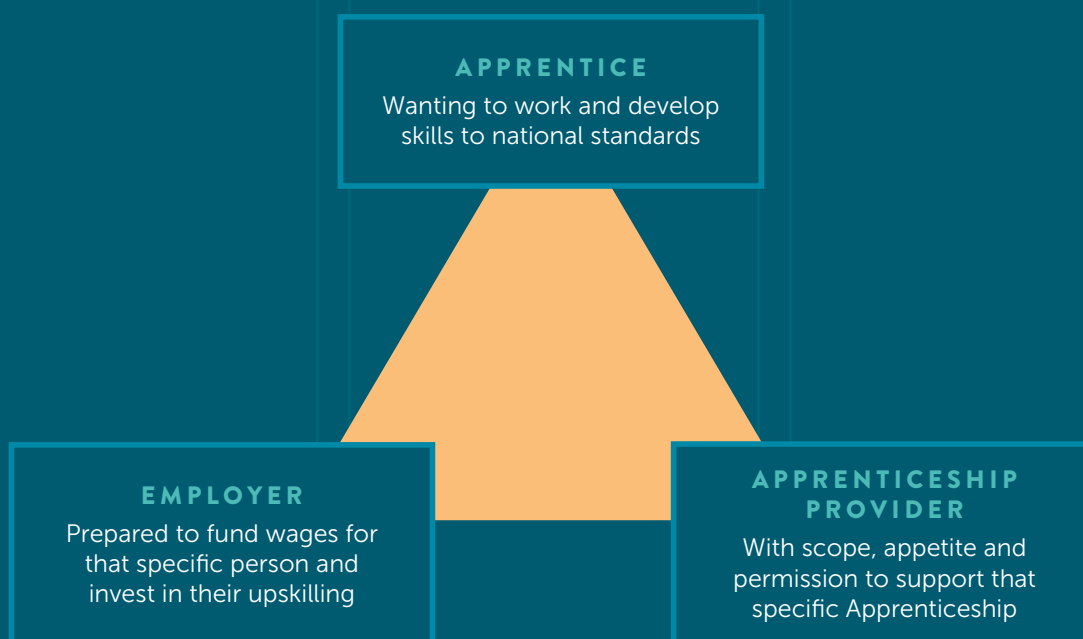 APPRENTICE
Wanting to work and develop
skills to national standards
EMPLOYER
Prepared to fund wages for
that specific person and
invest in their upskilling
APPRENTICESHIP
PROVIDER
With scope, appetite and
permission to support that
specific Apprenticeship